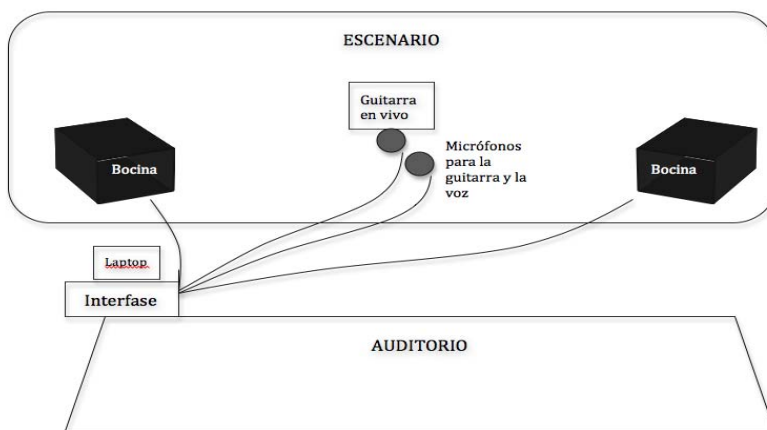 ESCENARIO
Guitarra
en vivo
Micrófonos
para la
guitarra y la
voz
Bocina
Bocina
Laptop
Interfase
AUDITORIO